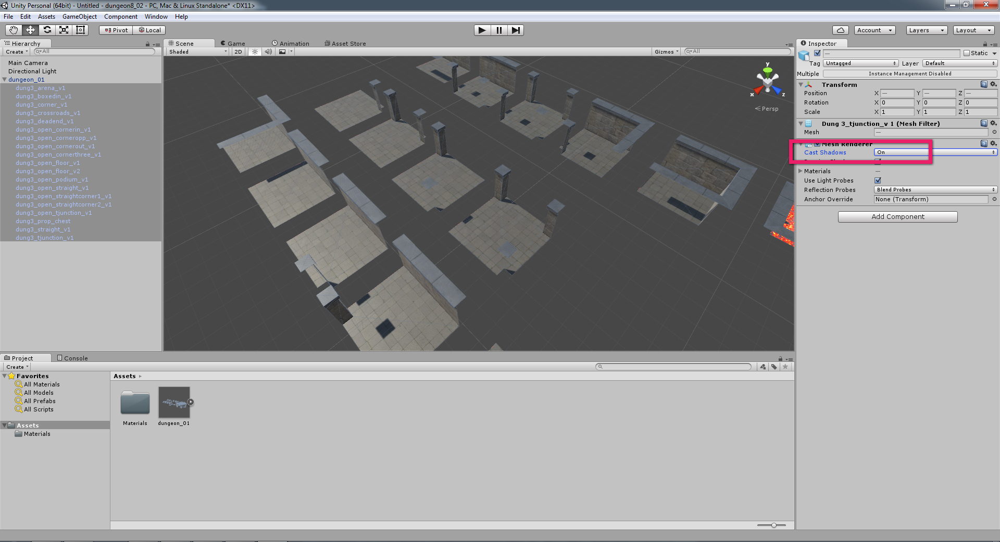 Unity Personal (64bit) - Untitled - dungeon8_02 - PC, Mac & Linux Standalone* <DX11>
File Edit Assets GameObject Component Window Help
Pivot Local Account Layers Layout
Hierarchy
Create All
Main Camera
Directional Light
dungeon_01
dung3_arena_v1
dung3_boxedin_v1
dung3_corner_v1
dung3_crossroads_v1
dung3_deadend_v1
dung3_open_cornerin_v1
dung3_open_corneropp_v1
dung3_open_cornerout_v1
dung3_open_cornerthree_v1
dung3_open_floor_v1
dung3_open_floor_v2
dung3_open_podium_v1
dung3_open_straight_v1
dung3_open_straightcorner1_v1
dung3_open_straightcorner2_v1
dung3_open_tjunction_v1
dung3_prop_chest
dung3_straight_v1
dung3_tjunction_v1
Scene Game Animation Asset Store
Shaded 2D Gizmos All
y
x z
Persp
Inspector
— Static
Tag Untagged Layer Default
Multiple Instance Management Disabled
Transform
Position X — Y — Z —
Rotation X 0 Y 0 Z 0
Scale X 1 Y 1 Z 1
Dung 3_tjunction_v 1 (Mesh Filter)
Mesh —
Mesh Renderer
Cast Shadows On
Materials —
Use Light Probes
Reflection Probes Blend Probes
Anchor Override None (Transform)
Add Component
Project Console
Create
Favorites
All Materials
All Models
All Prefabs
All Scripts
Assets
Materials
Assets
Materials dungeon_01